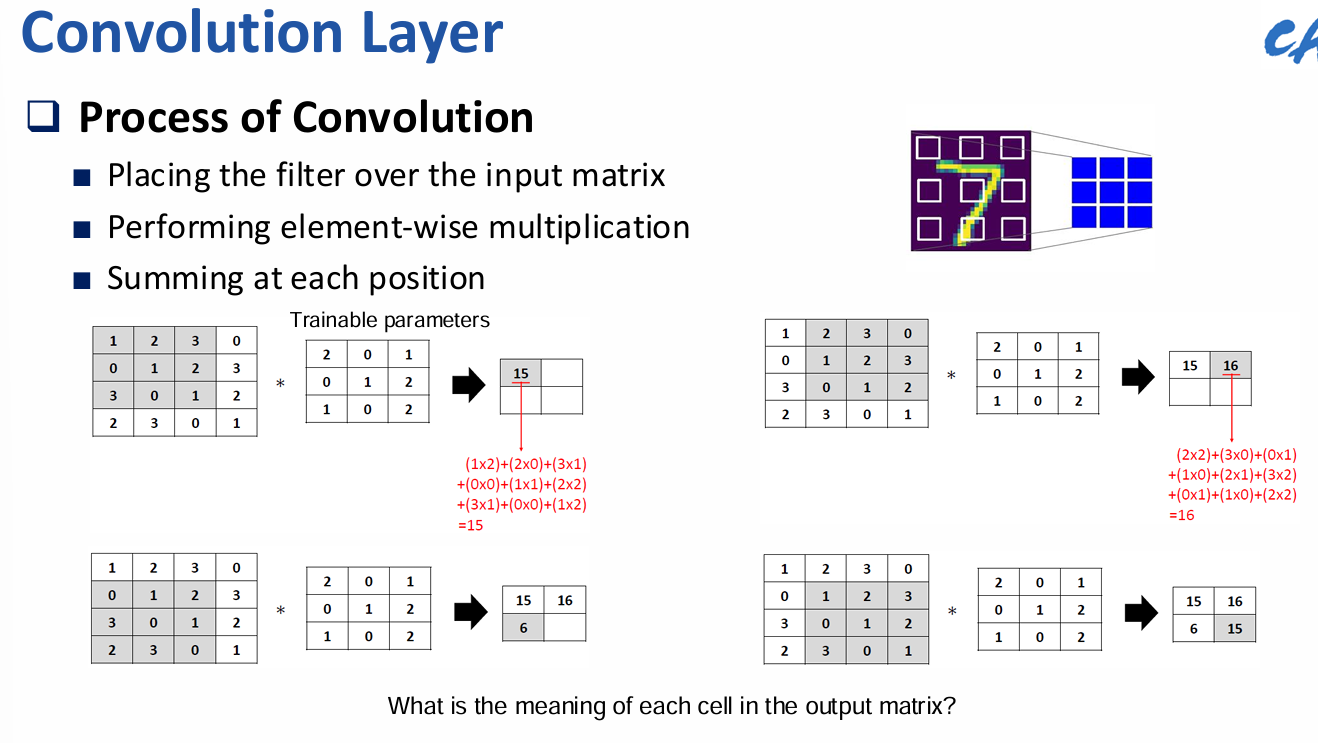 Convolution Layer
CA
❑ Process of Convolution
■ Placing the filter over the input matrix
■ Performing element-wise multiplication
■ Summing at each position
Trainable parameters
1 2 3 0
0 1 2 3
3 0 1 2
2 3 0 1
*
2 0 1
0 1 2
1 0 2
15
(1x2)+(2x0)+(3x1)
+(0x0)+(1x1)+(2x2)
+(3x1)+(0x0)+(1x2)
=15
1 2 3 0
0 1 2 3
3 0 1 2
2 3 0 1
*
2 0 1
0 1 2
1 0 2
15 16
(2x2)+(3x0)+(0x1)
+(1x0)+(2x1)+(3x2)
+(0x1)+(1x0)+(2x2)
=16
1 2 3 0
0 1 2 3
3 0 1 2
2 3 0 1
*
2 0 1
0 1 2
1 0 2
15 16
6
1 2 3 0
0 1 2 3
3 0 1 2
2 3 0 1
*
2 0 1
0 1 2
1 0 2
15 16
6 15
What is the meaning of each cell in the output matrix?